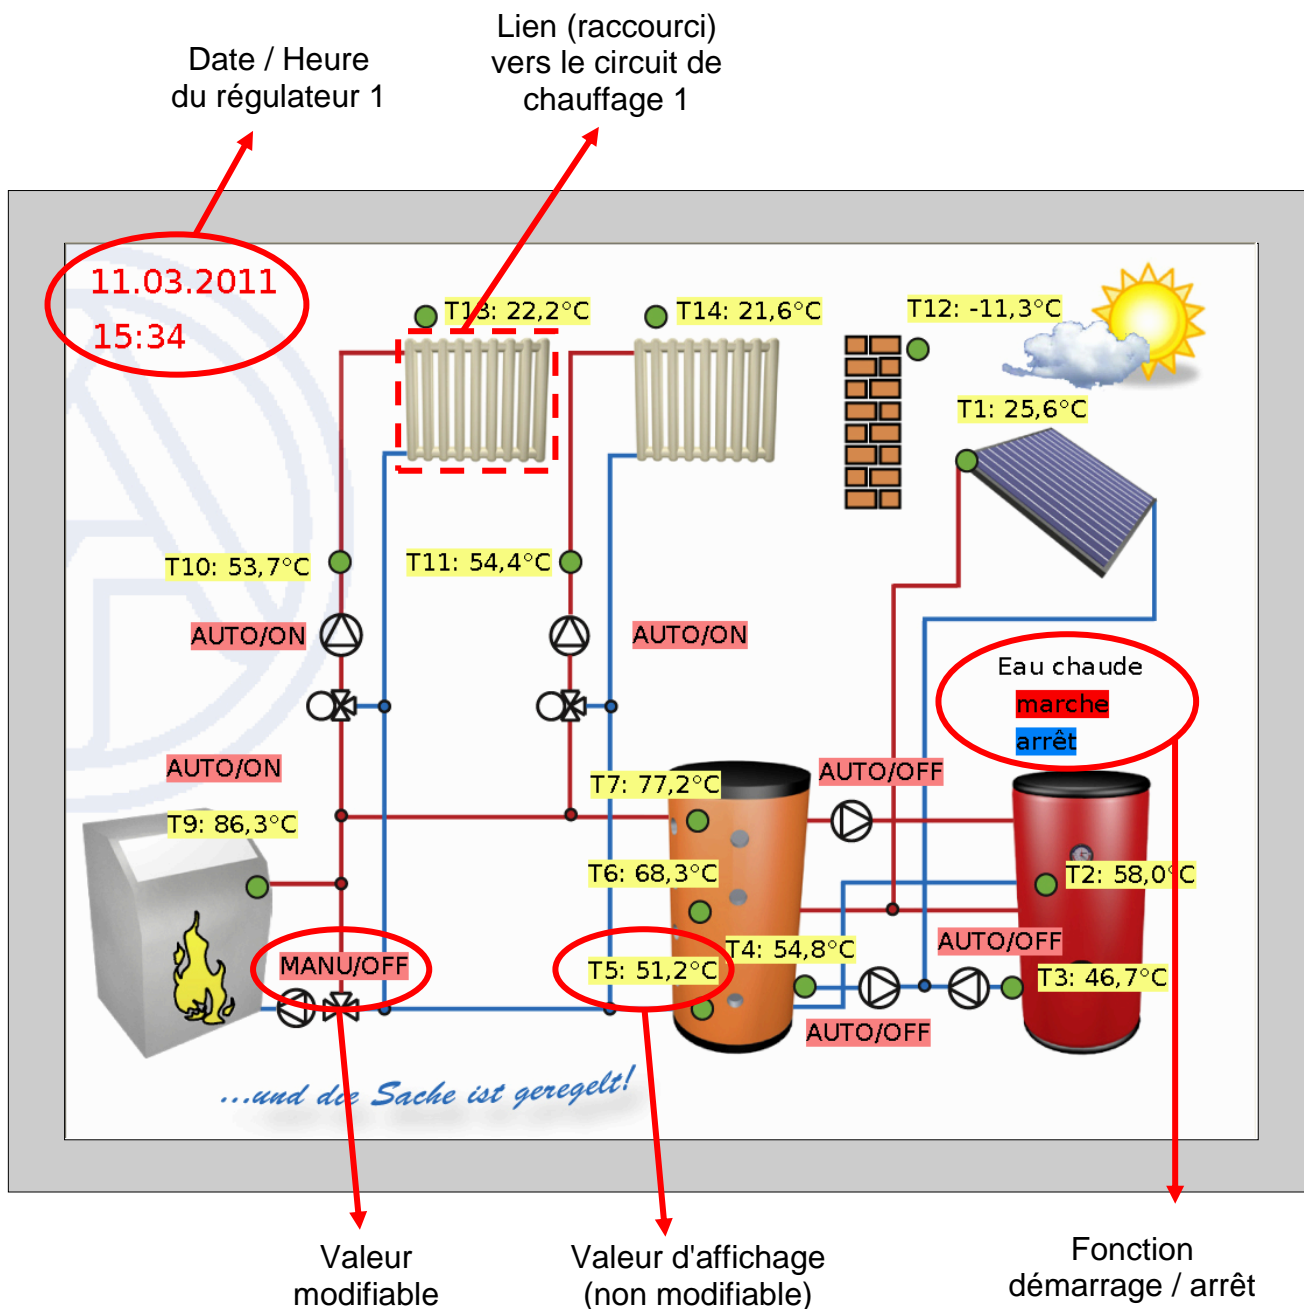 Lien (raccourci)
vers le circuit de
chauffage 1
Date / Heure
du régulateur 1
11.03.2011
15:34
T13: 22,2°C
T14: 21,6°C
T12: -11,3°C
T1: 25,6°C
T10: 53,7°C
T11: 54,4°C
AUTO/ON
AUTO/ON
Eau chaude
marche
arrêt
AUTO/ON
AUTO/OFF
T7: 77,2°C
T9: 86,3°C
T6: 68,3°C
T2: 58,0°C
T4: 54,8°C
AUTO/OFF
MANU/OFF
T5: 51,2°C
T3: 46,7°C
AUTO/OFF
...und die Sache ist geregelt!
Valeur
modifiable
Valeur d'affichage
(non modifiable)
Fonction
démarrage / arrêt